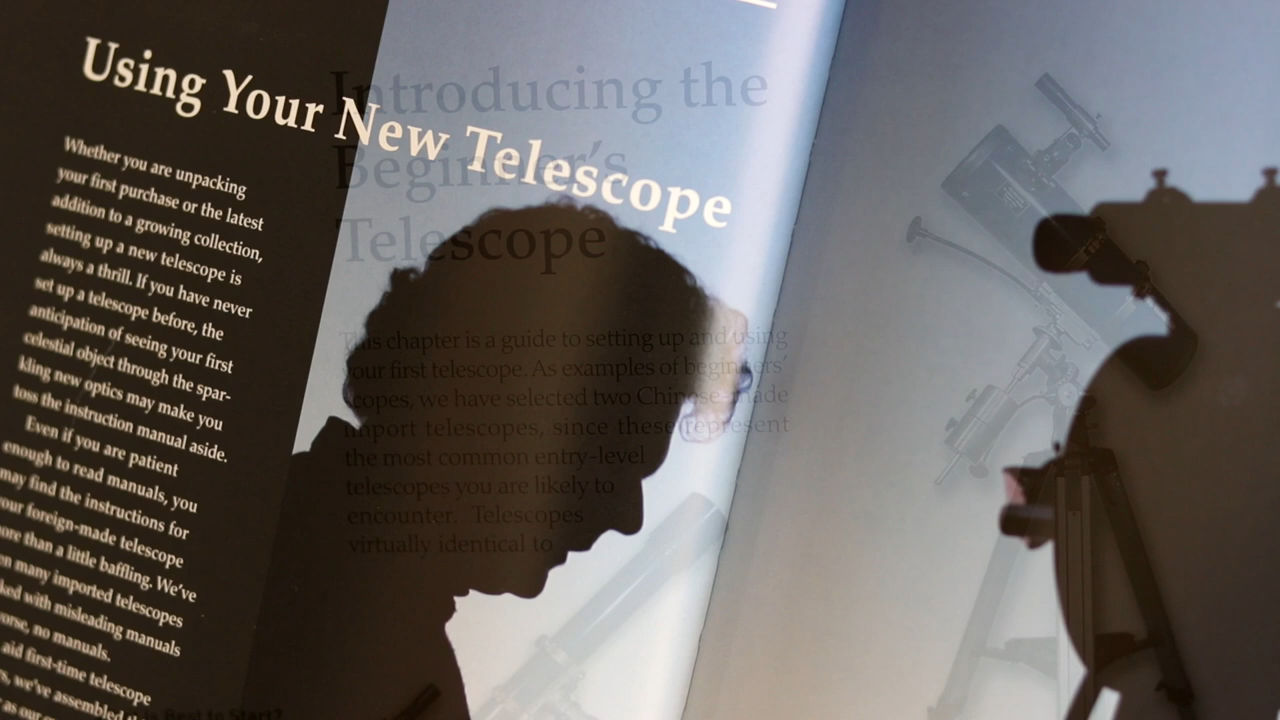 Using Your New Telescope
Whether you are unpacking
your first purchase or the latest
addition to a growing collection,
setting up a new telescope is
always a thrill. If you have never
set up a telescope before, the
anticipation of seeing your first
celestial object through the spar-
kling new optics may make you
toss the instruction manual aside.
Even if you are patient
enough to read manuals, you
may find the instructions for
your foreign-made telescope
more than a little baffling. We've
many imported telescopes
with misleading manuals
worse, no manuals.
aid first-time telescope
we've assembled
as our
Introducing the
Beginner's
Telescope
This chapter is a guide to setting up and using
your first telescope. As examples of beginners'
scopes, we have selected two Chinese-made
import telescopes, since these represent
the most common entry-level
telescopes you are likely to
encounter. Telescopes
virtually identical to
is Best to Start?